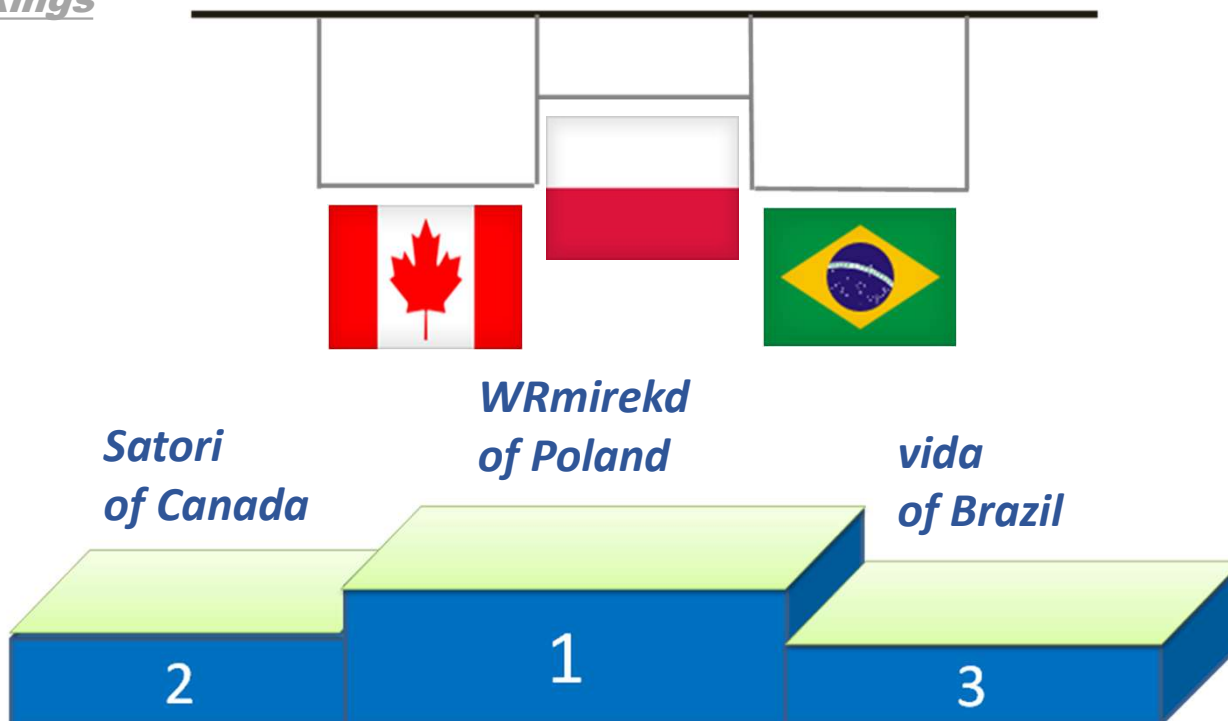 WRmirekd
of Poland
Satori
of Canada
vida
of Brazil
2
1
3